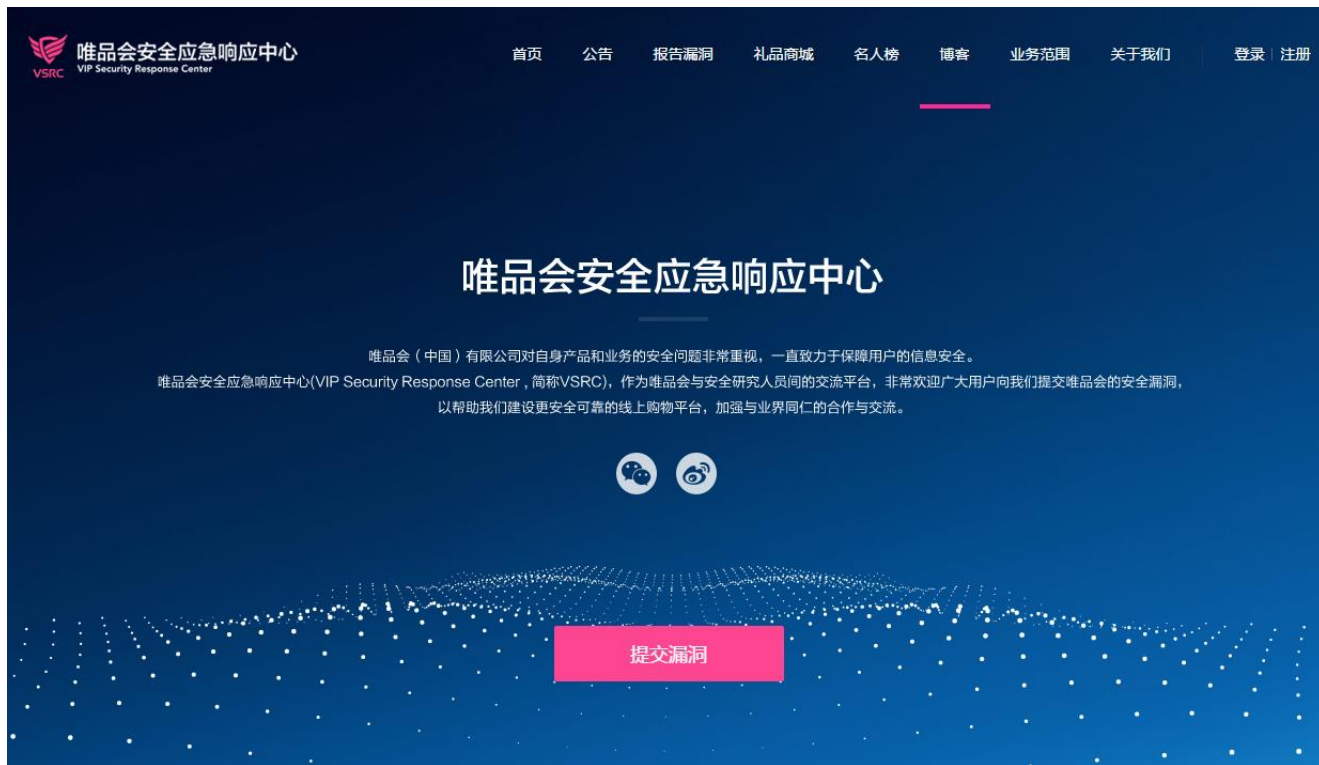 唯品会安全应急响应中心
VIP Security Response Center
VSRC
首页 公告 报告漏洞 礼品商城 名人榜 博客 业务范围 关于我们 登录 | 注册
唯品会安全应急响应中心
唯品会（中国）有限公司对自身产品和业务的安全问题非常重视，一直致力于保障用户的信息安全。
唯品会安全应急响应中心(VIP Security Response Center , 简称VSRC)，作为唯品会与安全研究人员间的交流平台，非常欢迎广大用户向我们提交唯品会的安全漏洞，
以帮助我们建设更安全可靠的线上购物平台，加强与业界同仁的合作与交流。
提交漏洞